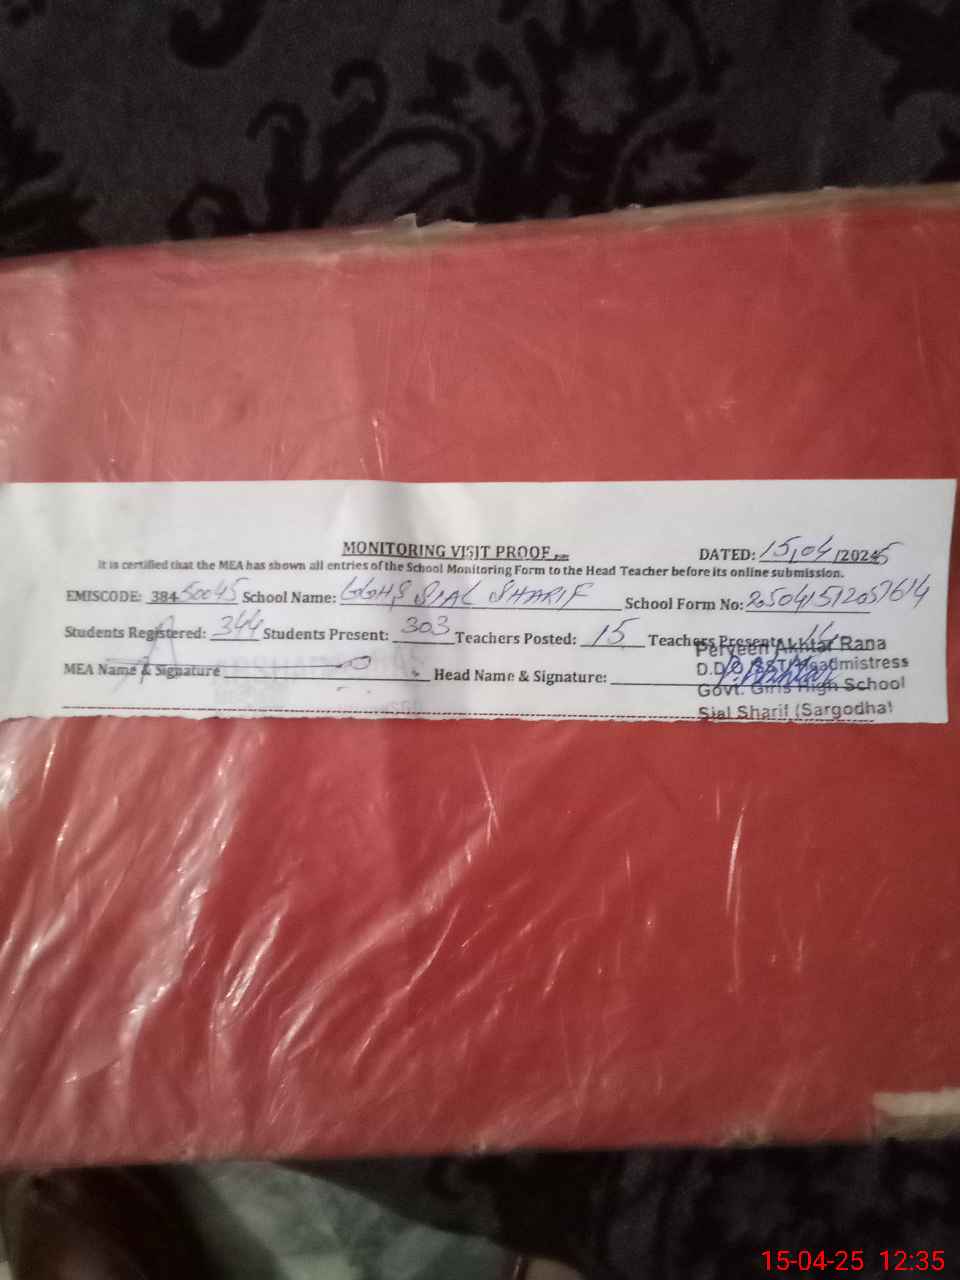 MONITORING VISIT PROOF
DATED: 15,04/2025
It is certified that the MEA has shown all entries of the School Monitoring Form to the Head Teacher before its online submission.
EMISCODE: 38450045 School Name: GGHS SIAL SHARIF School Form No:
Students Registered: 344 Students Present: 303 Teachers Posted: 15 Teachers Present:
Perveen Akhtar Rana
D.D.O./SST/Headmistress
MEA Name & Signature Head Name & Signature:
Govt. Girls High School
Sial Sharif (Sargodha)
15-04-25 12:35